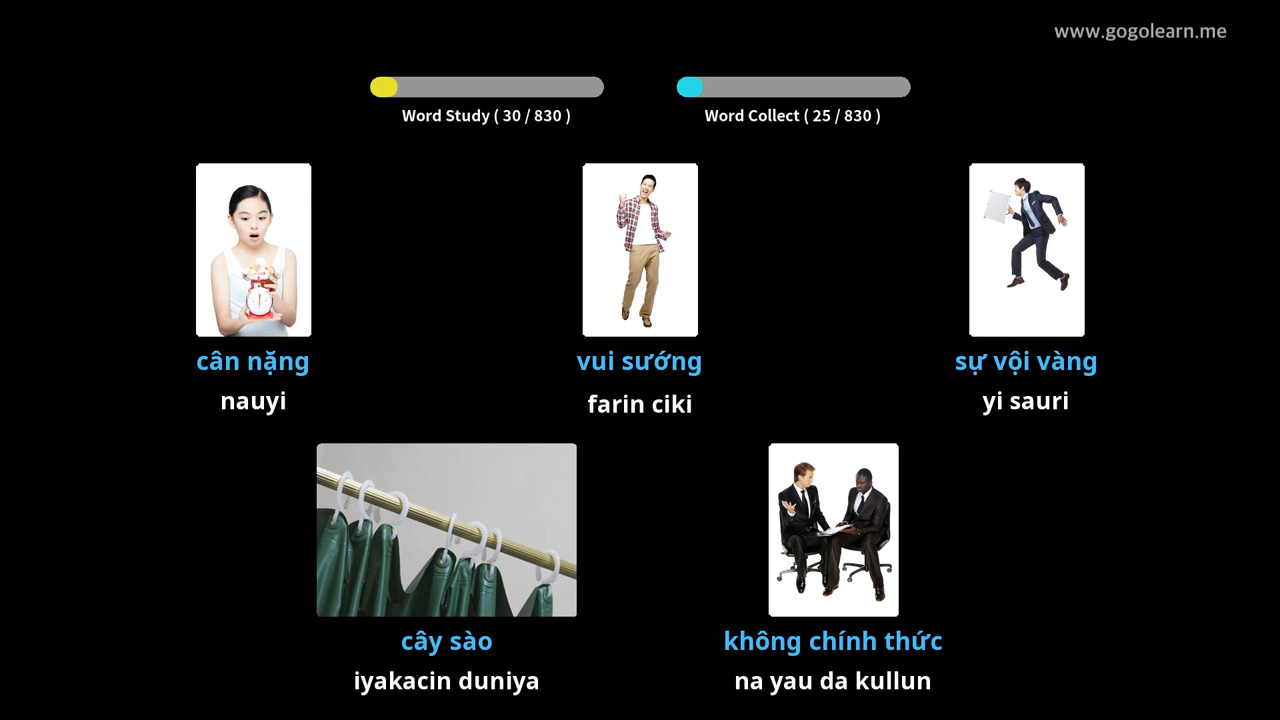 www.gogolearn.me
Word Study ( 30 / 830 )
Word Collect ( 25 / 830 )
cân nặng
nauyi
vui sướng
farin ciki
sự vội vàng
yi sauri
cây sào
iyakacin duniya
không chính thức
na yau da kullun